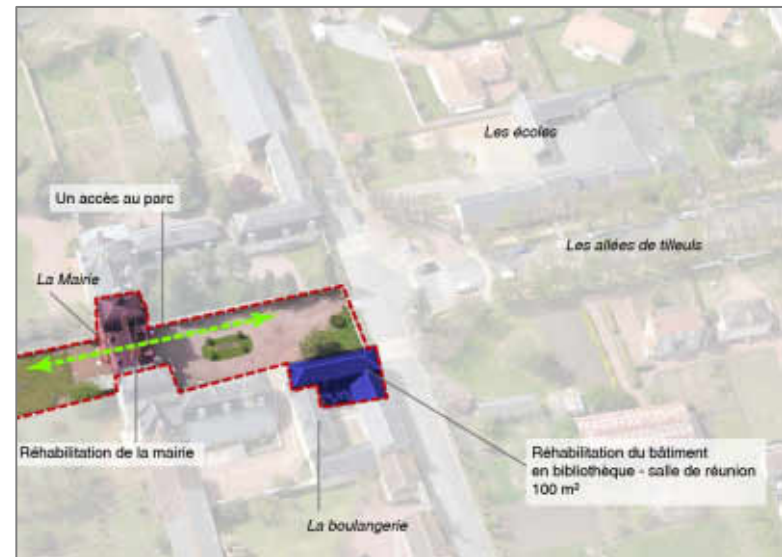 Les écoles
Un accès au parc
Les allées de tilleuls
La Mairie
Réhabilitation de la mairie
Réhabilitation du bâtiment
en bibliothèque - salle de réunion
100 m²
La boulangerie